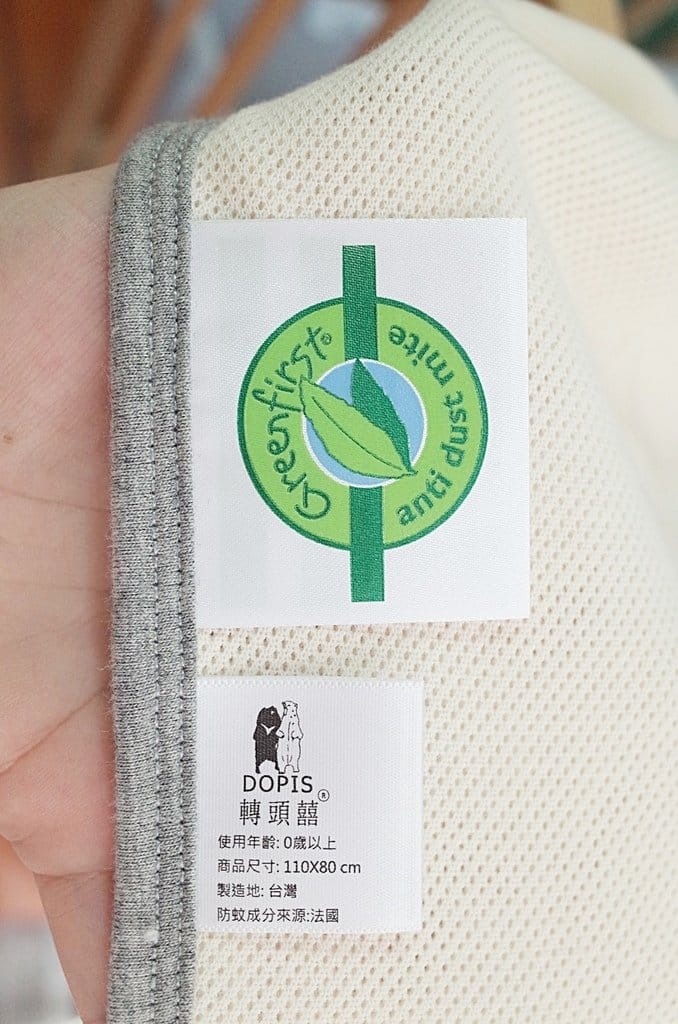 Greenfirst®
anti dust mite
DOPIS
®
轉頭囍
使用年齡: 0歲以上
商品尺寸: 110X80 cm
製造地: 台灣
防蚊成分來源:法國